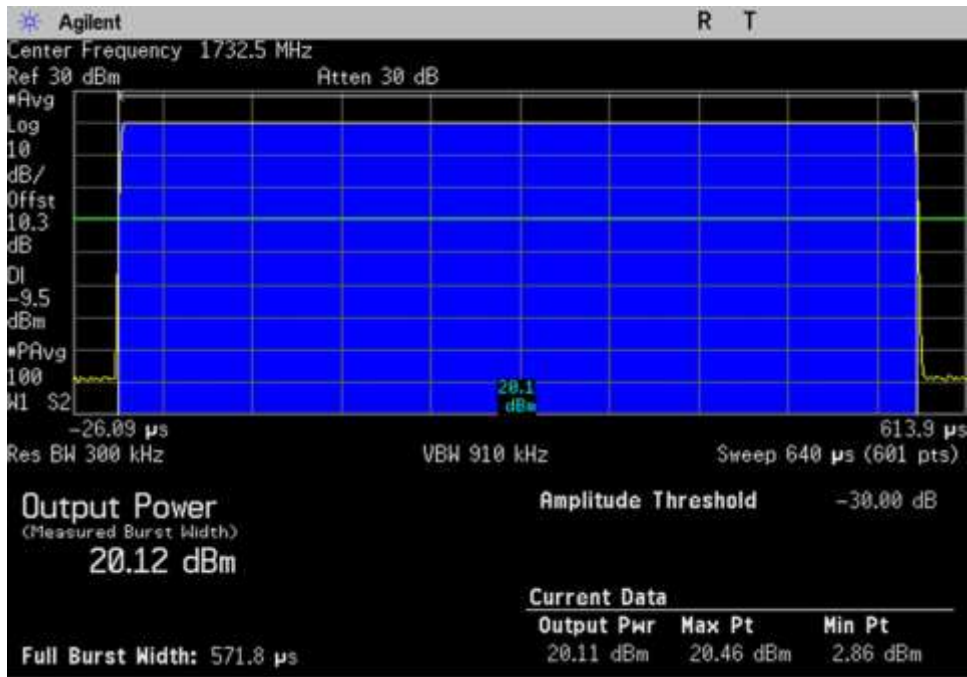 Agilent R T
Center Frequency 1732.5 MHz
Ref 30 dBm Atten 30 dB
*Avg
Log
10
dB/
Offst
10.3
dB
DI
-9.5
dBm
*PAvg
100
W1 S2
20.1
dBm
-26.09 µs 613.9 µs
Res BW 300 kHz VBW 910 kHz Sweep 640 µs (601 pts)
Output Power
(Measured Burst Width)
20.12 dBm
Amplitude Threshold -30.00 dB
Current Data
Output Pwr Max Pt Min Pt
Full Burst Width: 571.8 µs 20.11 dBm 20.46 dBm 2.86 dBm